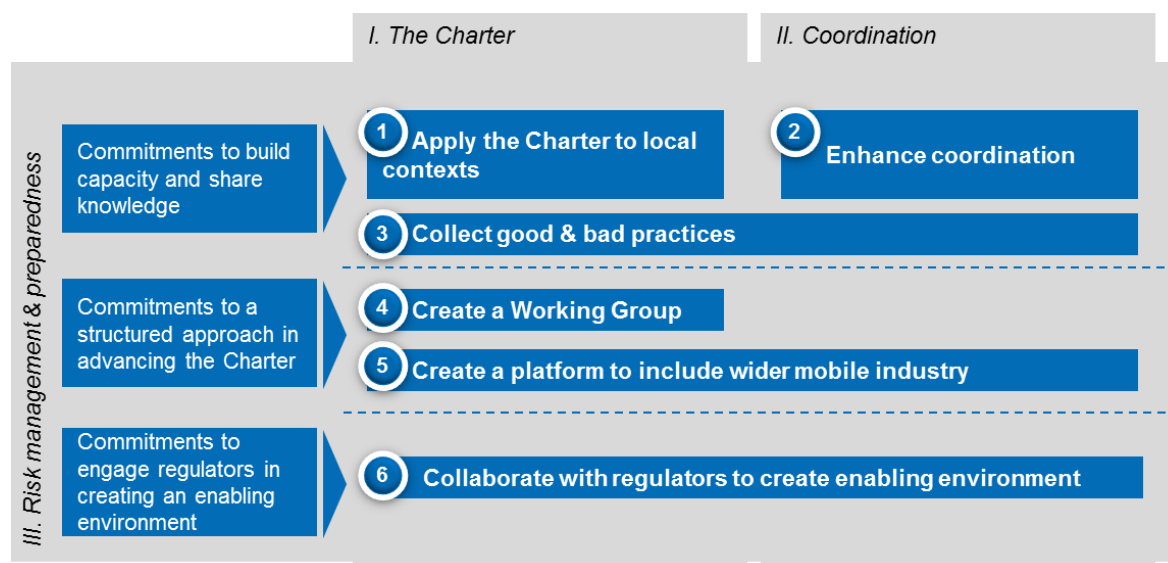 I. The Charter
II. Coordination
III. Risk management & preparedness
Commitments to build
capacity and share
knowledge
1
Apply the Charter to local
contexts
2
Enhance coordination
3
Collect good & bad practices
Commitments to a
structured approach in
advancing the Charter
4
Create a Working Group
5
Create a platform to include wider mobile industry
Commitments to
engage regulators in
creating an enabling
environment
6
Collaborate with regulators to create enabling environment